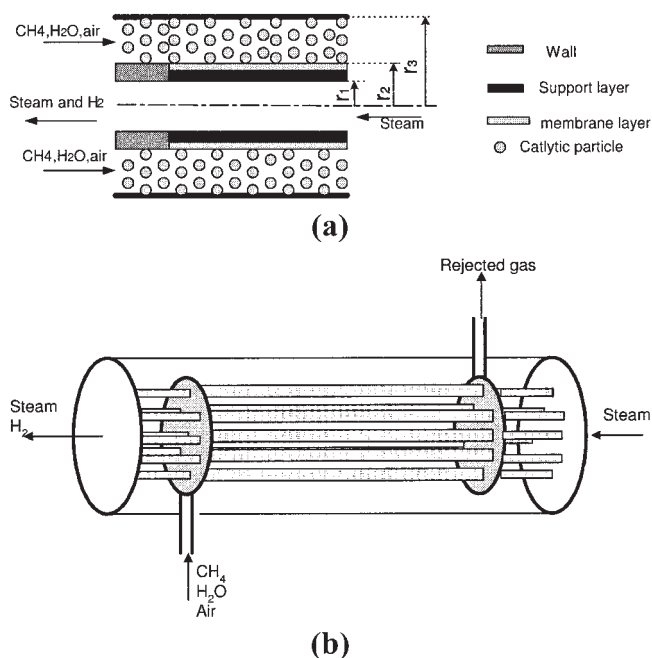 CH4,H2O,air
Steam and H2
CH4,H2O,air
r1
r2
r3
Steam
Wall
Support layer
membrane layer
Catlytic particle
(a)
Rejected gas
Steam
H2
Steam
CH4
H2O
Air
(b)